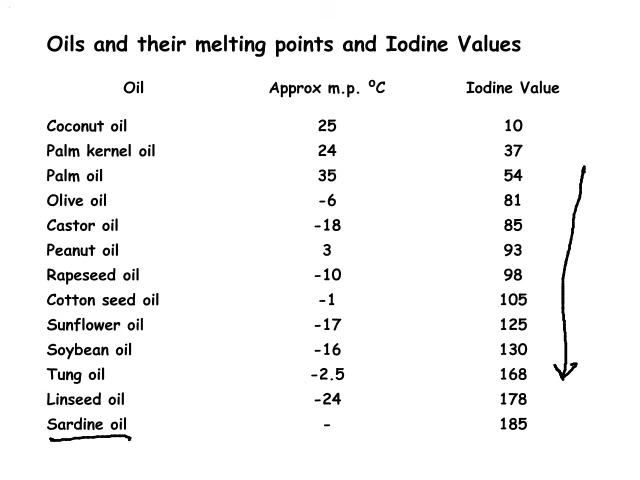 Oils and their melting points and Iodine Values
Oil Approx m.p. ºC Iodine Value
Coconut oil 25 10
Palm kernel oil 24 37
Palm oil 35 54
Olive oil -6 81
Castor oil -18 85
Peanut oil 3 93
Rapeseed oil -10 98
Cotton seed oil -1 105
Sunflower oil -17 125
Soybean oil -16 130
Tung oil -2.5 168
Linseed oil -24 178
Sardine oil - 185